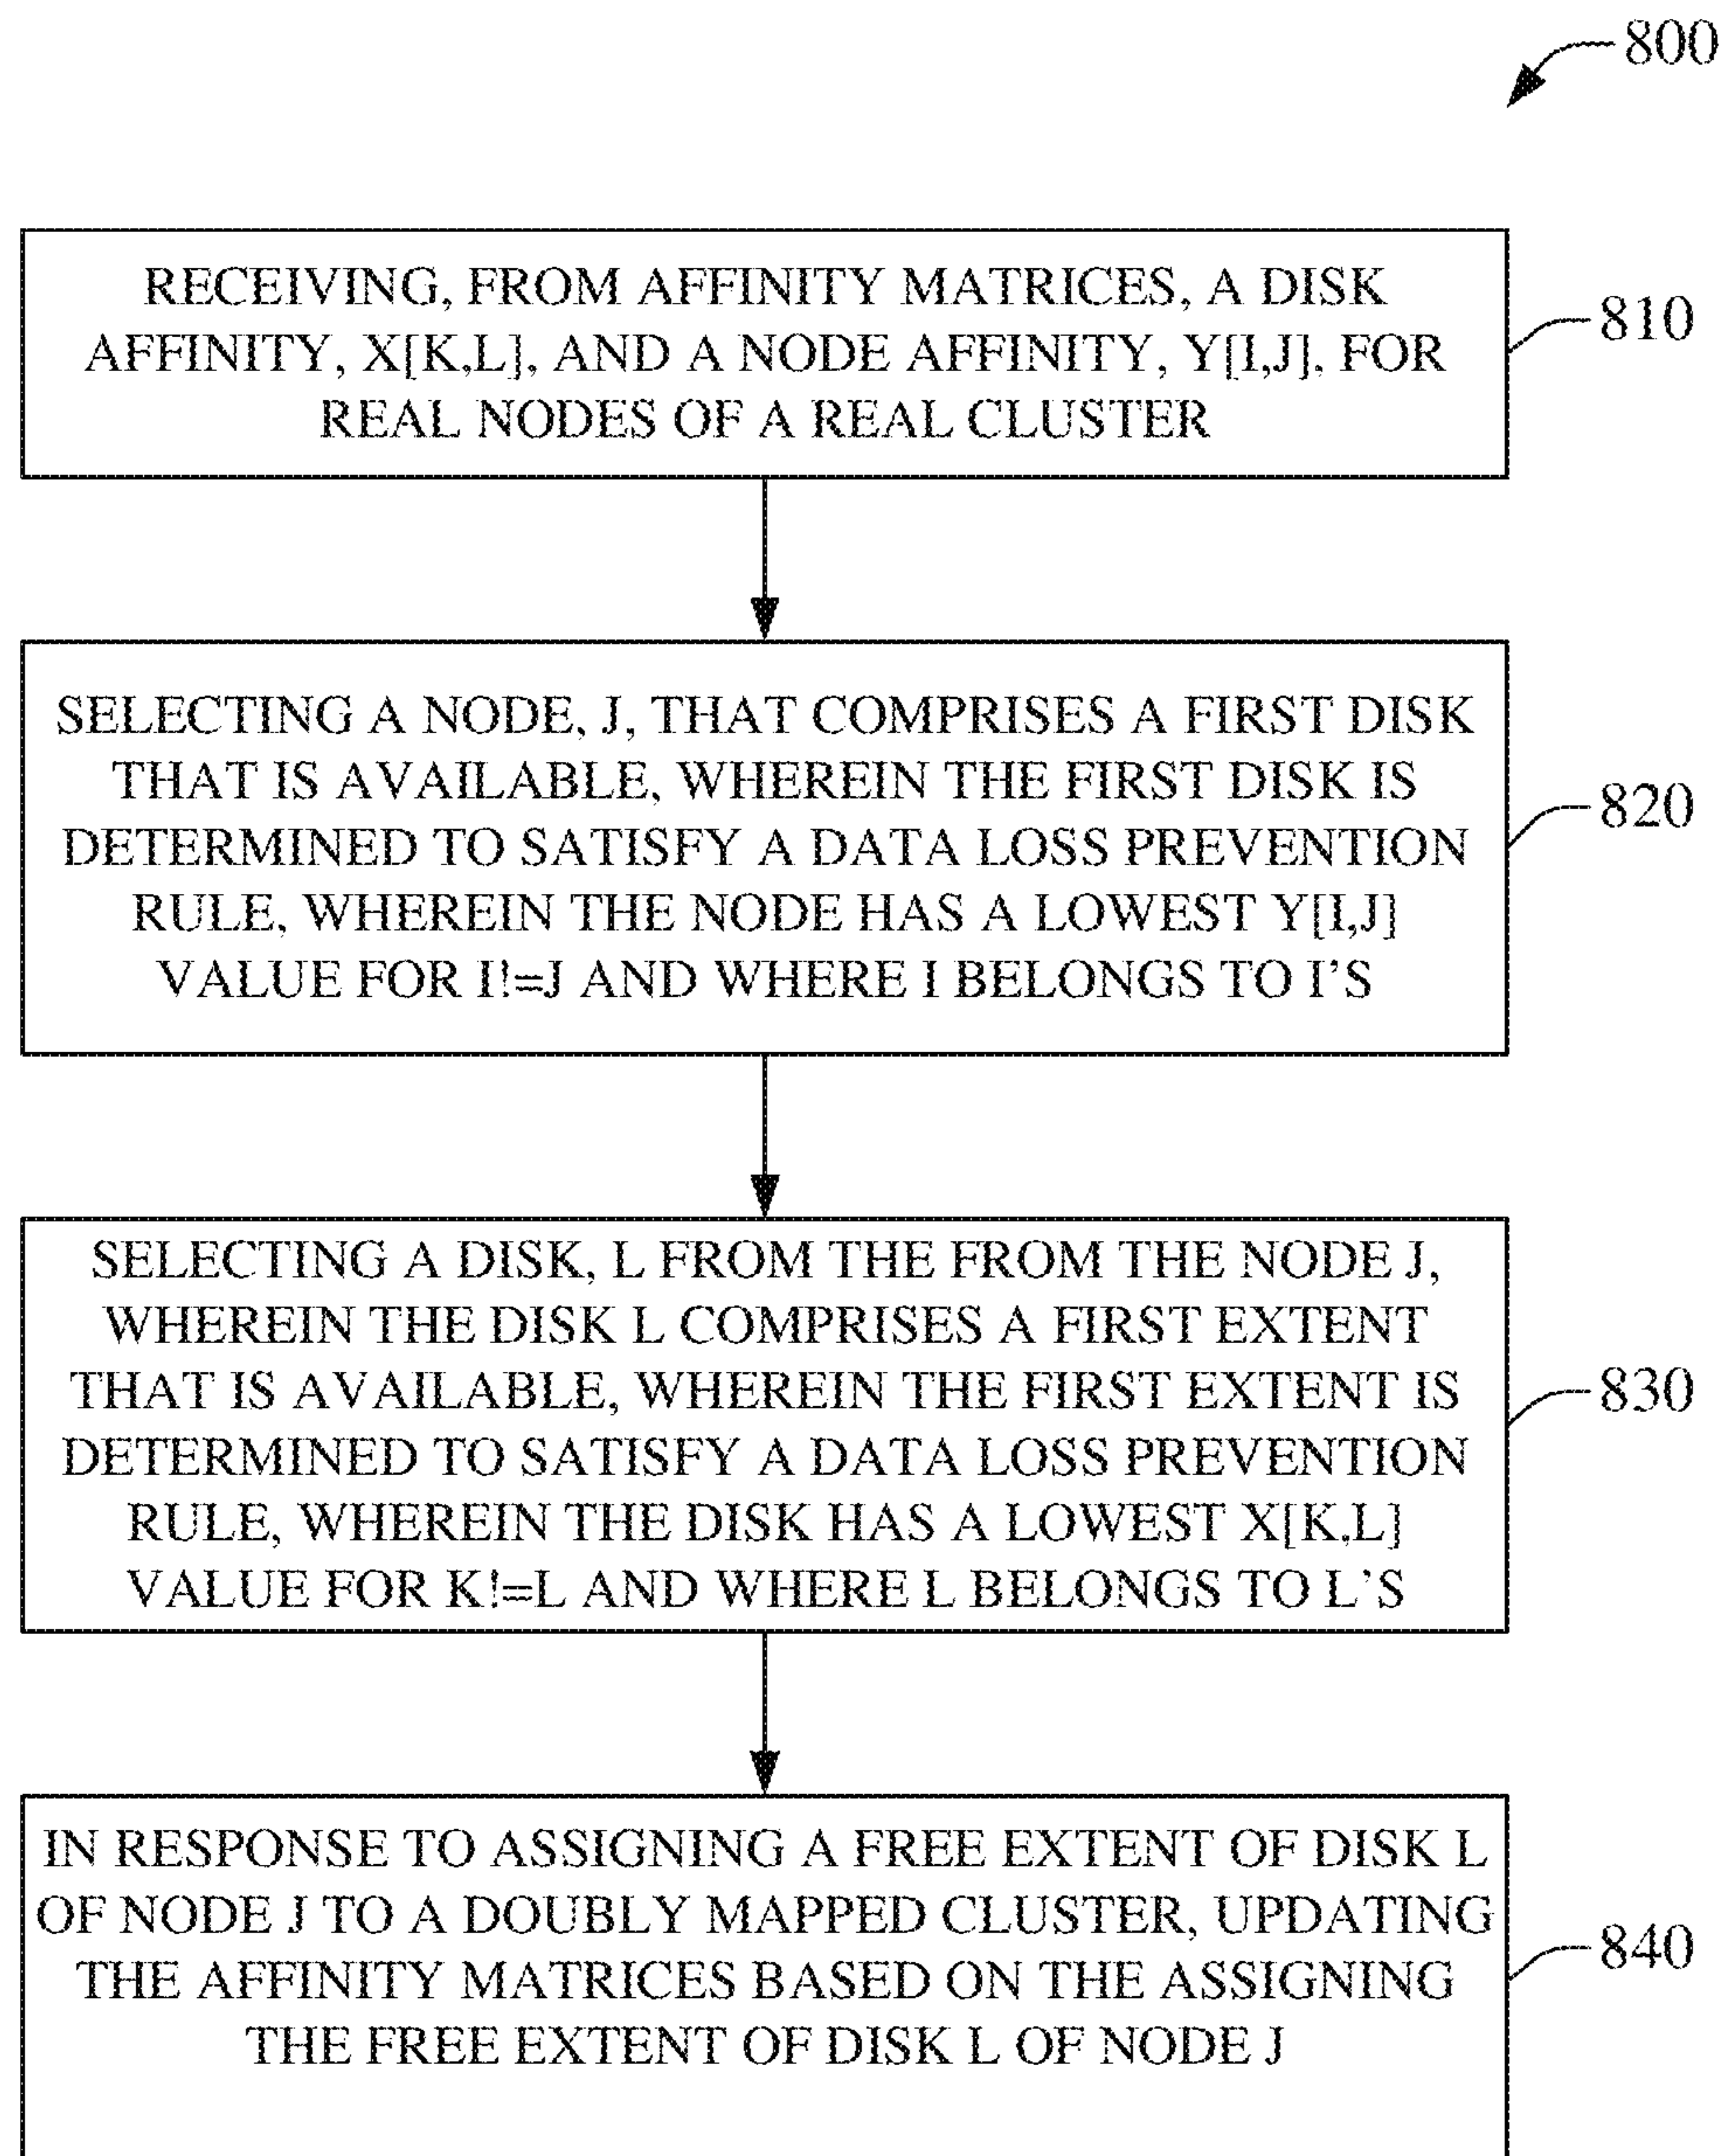 800
RECEIVING, FROM AFFINITY MATRICES, A DISK
AFFINITY, X[K,L], AND A NODE AFFINITY, Y[I,J], FOR
REAL NODES OF A REAL CLUSTER
810
SELECTING A NODE, J, THAT COMPRISES A FIRST DISK
THAT IS AVAILABLE, WHEREIN THE FIRST DISK IS
DETERMINED TO SATISFY A DATA LOSS PREVENTION
RULE, WHEREIN THE NODE HAS A LOWEST Y[I,J]
VALUE FOR I!=J AND WHERE I BELONGS TO I'S
820
SELECTING A DISK, L FROM THE FROM THE NODE J,
WHEREIN THE DISK L COMPRISES A FIRST EXTENT
THAT IS AVAILABLE, WHEREIN THE FIRST EXTENT IS
DETERMINED TO SATISFY A DATA LOSS PREVENTION
RULE, WHEREIN THE DISK HAS A LOWEST X[K,L]
VALUE FOR K!=L AND WHERE L BELONGS TO L'S
830
IN RESPONSE TO ASSIGNING A FREE EXTENT OF DISK L
OF NODE J TO A DOUBLY MAPPED CLUSTER, UPDATING
THE AFFINITY MATRICES BASED ON THE ASSIGNING
THE FREE EXTENT OF DISK L OF NODE J
840